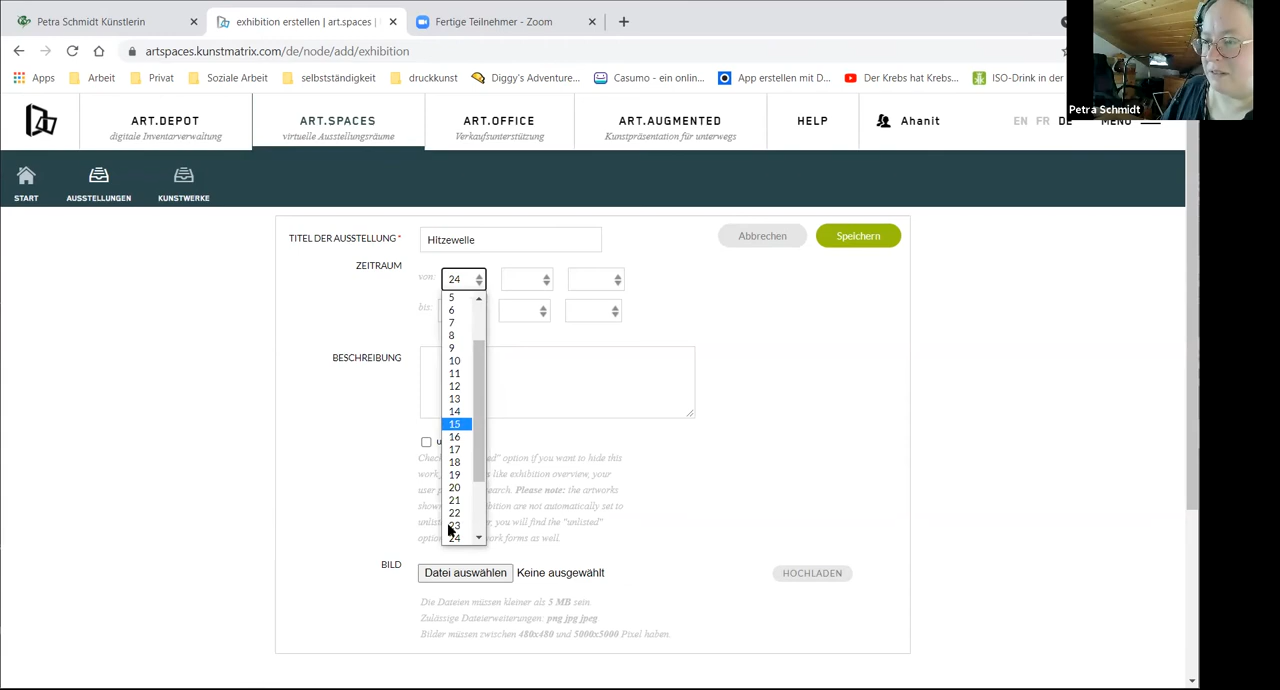 Petra Schmidt Künstlerin
exhibition erstellen | art.spaces |
Fertige Teilnehmer - Zoom
artspaces.kunstmatrix.com/de/node/add/exhibition
Apps Arbeit Privat Soziale Arbeit selbstständigkeit druckkunst Diggy's Adventure... Casumo - ein onlin... App erstellen mit D... Der Krebs hat Krebs... ISO-Drink in der
Petra Schmidt
ART.DEPOT ART.SPACES ART.OFFICE ART.AUGMENTED HELP Ahanit EN FR DE MENU
digitale Inventarverwaltung virtuelle Ausstellungsräume Verkaufsunterstützung Kunstpräsentation für unterwegs
START AUSSTELLUNGEN KUNSTWERKE
TITEL DER AUSSTELLUNG * Hitzewelle Abbrechen Speichern
ZEITRAUM
von: 24
bis:
5
6
7
8
9
10
11
12
13
14
15
16
17
18
19
20
21
22
23
24
BESCHREIBUNG
u
Check ed" option (f you want to hide this
work, like exhibition overview, your
user p earch. Please note: the artworks
show ibition are not automatically set to
unlist , you will find the "unlisted"
optio ork forms as well.
BILD Datei auswählen Keine ausgewählt HOCHLADEN
Die Dateien müssen kleiner als 5 MB sein.
Zulässige Dateierweiterungen: png jpg jpeg.
Bilder müssen zwischen 480x480 und 5000x5000 Pixel haben.